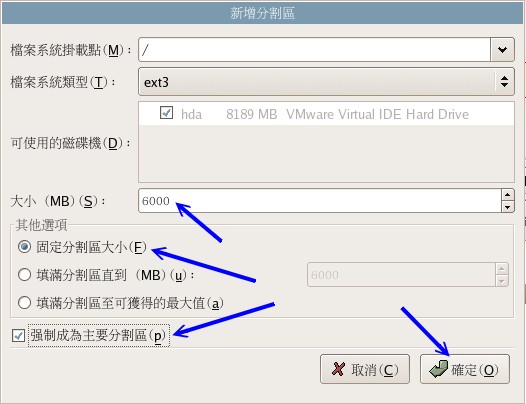 新增分割區
檔案系統掛載點(M)： /
檔案系統類型(T)： ext3
hda 8189 MB VMware Virtual IDE Hard Drive
可使用的磁碟機(D)：
大小 (MB)(S)： 6000
其他選項
固定分割區大小(F)
填滿分割區直到 (MB)(u)： 6000
填滿分割區至可獲得的最大值(a)
强制成為主要分割區(p)
取消(C) 確定(O)